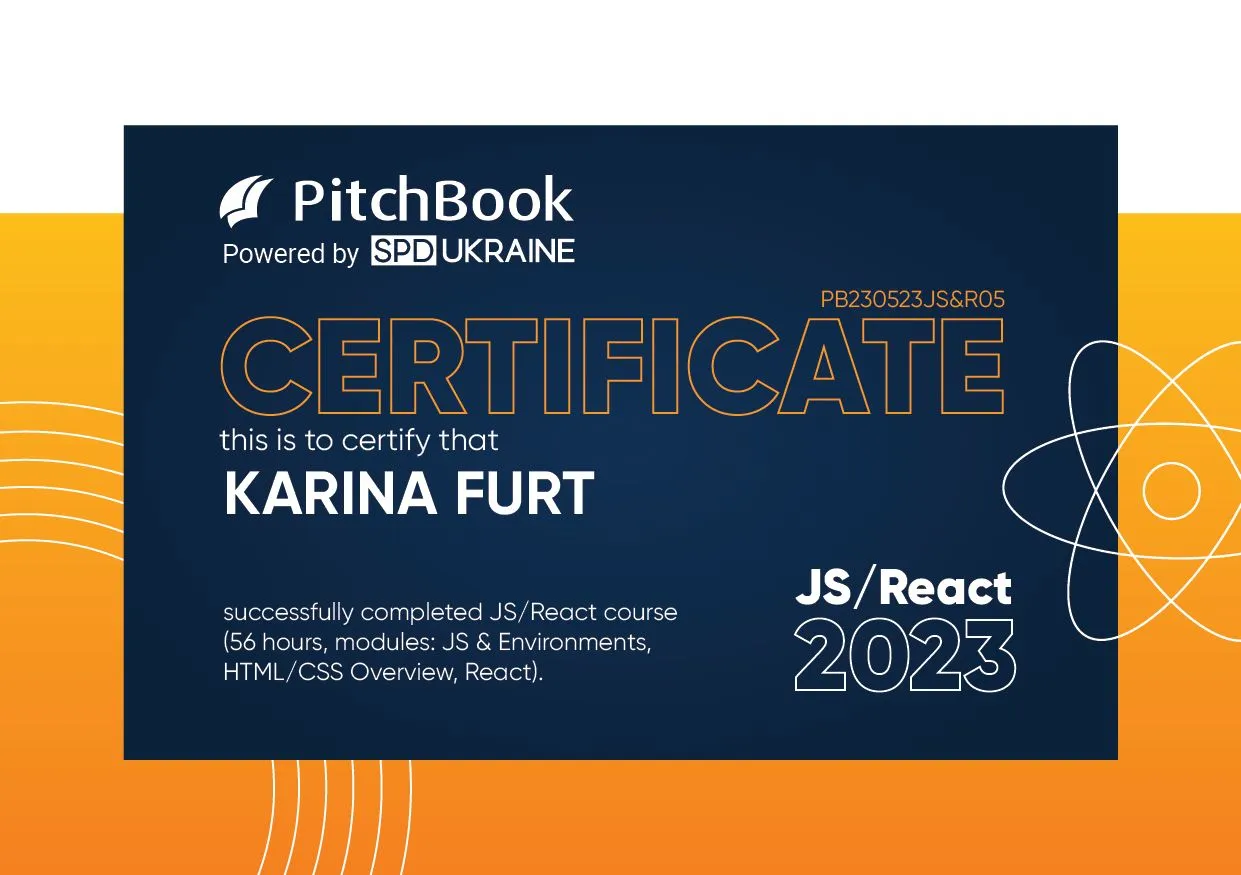 PitchBook
Powered by SPD UKRAINE
PB230523JS&R05
CERTIFICATE
this is to certify that
KARINA FURT
successfully completed JS/React course
(56 hours, modules: JS & Environments,
HTML/CSS Overview, React).
JS/React
2023